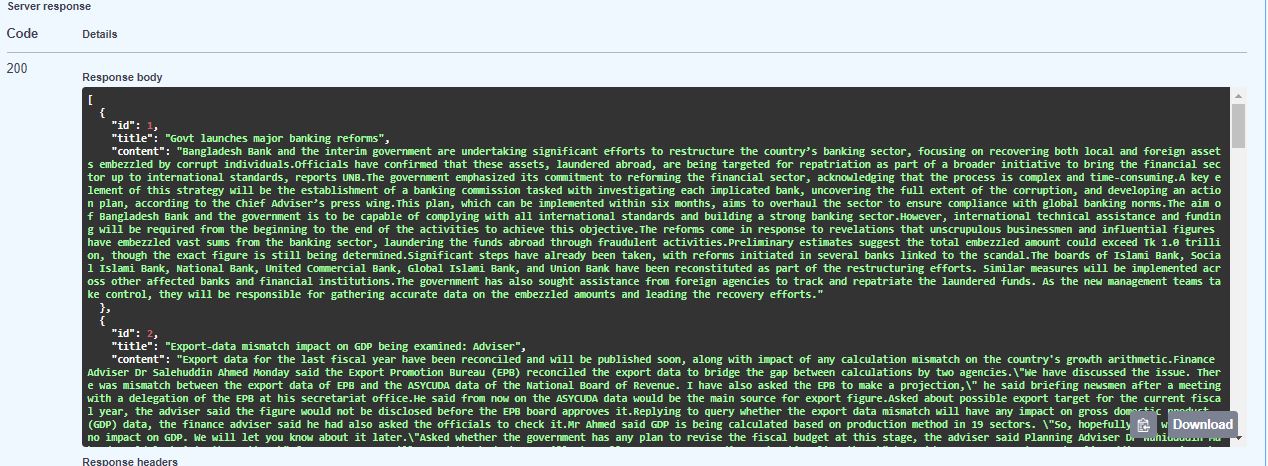 Server response
Code Details
200
Response body
[
{
"id": 1,
"title": "Govt launches major banking reforms",
"content": "Bangladesh Bank and the interim government are undertaking significant efforts to restructure the country’s banking sector, focusing on recovering both local and foreign asset
s embezzled by corrupt individuals.Officials have confirmed that these assets, laundered abroad, are being targeted for repatriation as part of a broader initiative to bring the financial sec
tor up to international standards, reports UNB.The government emphasized its commitment to reforming the financial sector, acknowledging that the process is complex and time-consuming.A key e
lement of this strategy will be the establishment of a banking commission tasked with investigating each implicated bank, uncovering the full extent of the corruption, and developing an actio
n plan, according to the Chief Adviser’s press wing.This plan, which can be implemented within six months, aims to overhaul the sector to ensure compliance with global banking norms.The aim o
f Bangladesh Bank and the government is to be capable of complying with all international standards and building a strong banking sector.However, international technical assistance and fundin
g will be required from the beginning to the end of the activities to achieve this objective.The reforms come in response to revelations that unscrupulous businessmen and influential figures
have embezzled vast sums from the banking sector, laundering the funds abroad through fraudulent activities.Preliminary estimates suggest the total embezzled amount could exceed Tk 1.0 trilli
on, though the exact figure is still being determined.Significant steps have already been taken, with reforms initiated in several banks linked to the scandal.The boards of Islami Bank, Socia
l Islami Bank, National Bank, United Commercial Bank, Global Islami Bank, and Union Bank have been reconstituted as part of the restructuring efforts. Similar measures will be implemented acr
oss other affected banks and financial institutions.The government has also sought assistance from foreign agencies to track and repatriate the laundered funds. As the new management teams ta
ke control, they will be responsible for gathering accurate data on the embezzled amounts and leading the recovery efforts."
},
{
"id": 2,
"title": "Export-data mismatch impact on GDP being examined: Adviser",
"content": "Export data for the last fiscal year have been reconciled and will be published soon, along with impact of any calculation mismatch on the country's growth arithmetic.Finance
Adviser Dr Salehuddin Ahmed Monday said the Export Promotion Bureau (EPB) reconciled the export data to bridge the gap between calculations by two agencies.\"We have discussed the issue. Ther
e was mismatch between the export data of EPB and the ASYCUDA data of the National Board of Revenue. I have also asked the EPB to make a projection,\" he said briefing newsmen after a meeting
with a delegation of the EPB at his secretariat office.He said from now on the ASYCUDA data would be the main source for export figure.Asked about possible export target for the current fisca
l year, the adviser said the figure would not be disclosed before the EPB board approves it.Replying to query whether the export data mismatch will have any impact on gross domestic product
(GDP) data, the finance adviser said he had also asked the officials to check it.Mr Ahmed said GDP is being calculated based on production method in 19 sectors. \"So, hopefully
no impact on GDP. We will let you know about it later.\"Asked whether the government has any plan to revise the fiscal budget at this stage, the adviser said Planning Adviser Dr
Download
Response headers